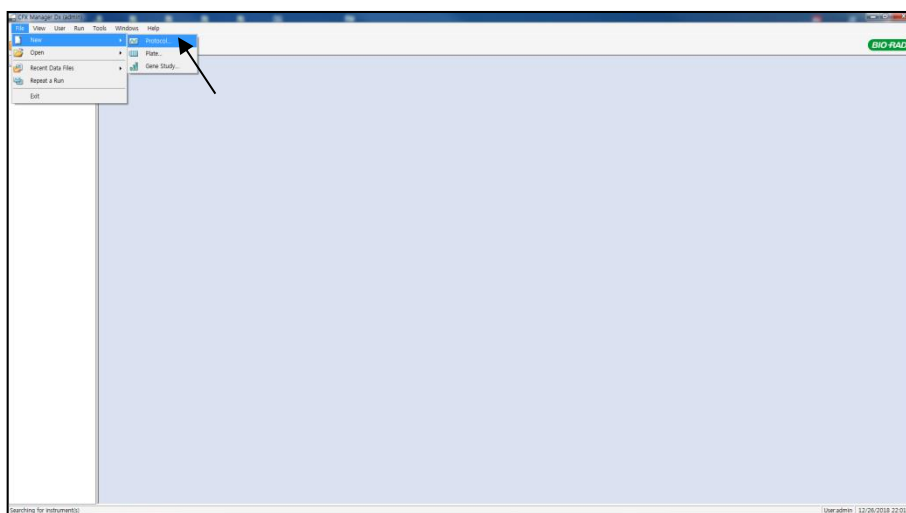 CFX Manager Dx (admin)
File View User Run Tools Windows Help
New
Protocol...
Open
Plate...
Gene Study...
Recent Data Files
Repeat a Run
Exit
BIO-RAD
Searching for instrument(s)
User:admin 12/26/2018 22:01